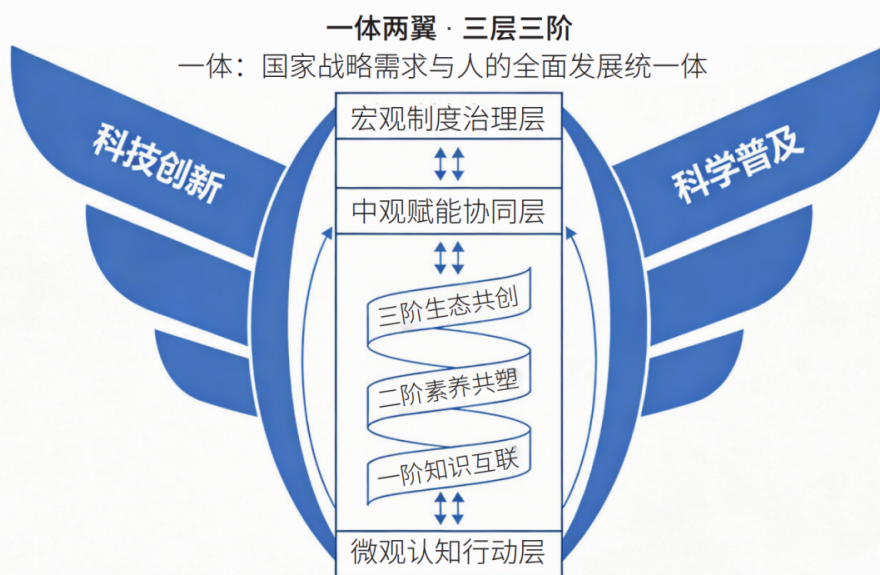 一体两翼 · 三层三阶
一体：国家战略需求与人的全面发展统一体
宏观制度治理层
科技创新
科学普及
中观赋能协同层
三阶生态共创
二阶素养共塑
一阶知识互联
微观认知行动层